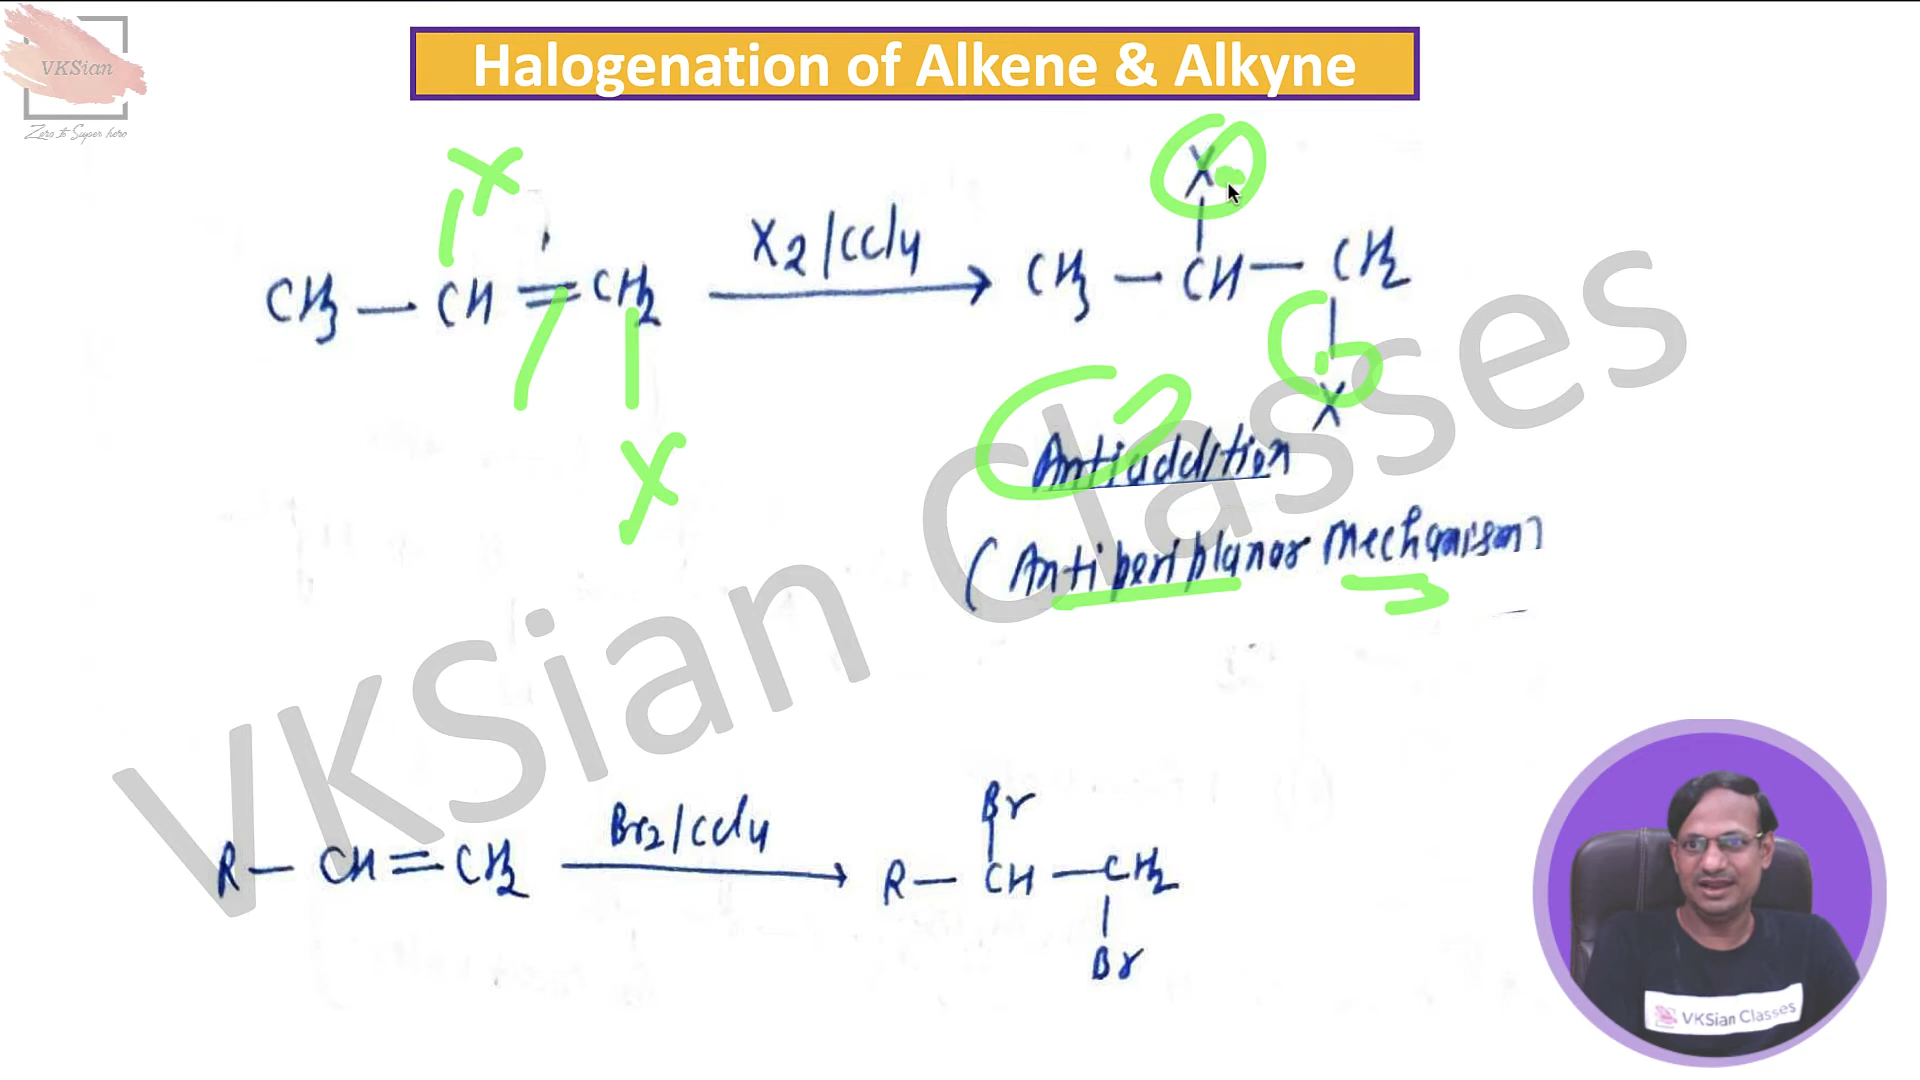 VKSian
Zero to Super hero
Halogenation of Alkene & Alkyne
X
CH3 — CH = CH2
X
X2/CCl4
X
CH3 — CH — CH2
X
Antiaddition
(Antiperiplanar Mechanism)
VKSian Classes
R — CH = CH2
Br2/CCl4
Br
R — CH — CH2
Br
VKSian Classes